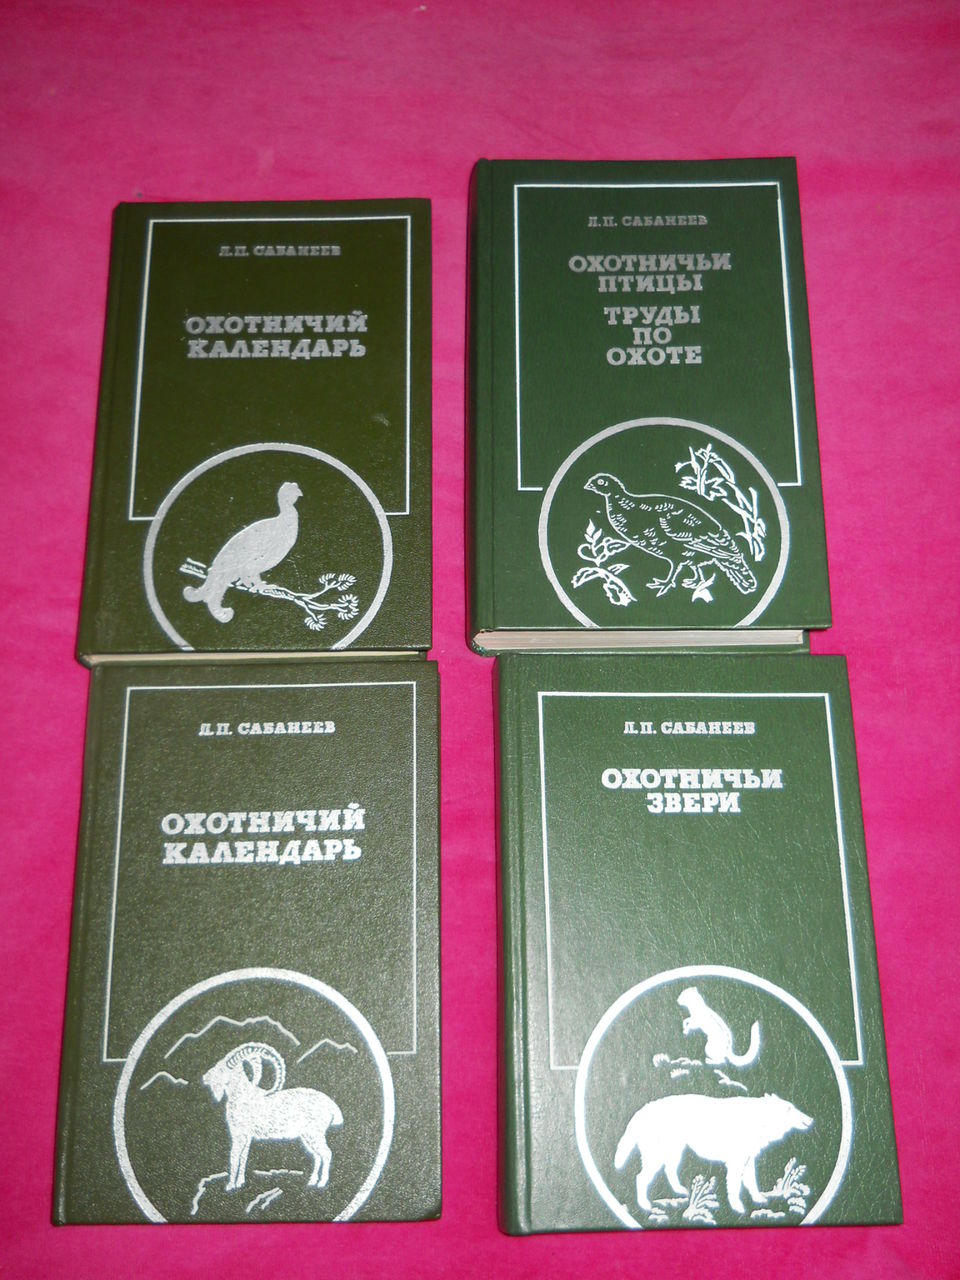 Л.П. САБАНЕЕВ
ОХОТНИЧИЙ
КАЛЕНДАРЬ
Л.П. САБАНЕЕВ
ОХОТНИЧЬИ
ПТИЦЫ
ТРУДЫ
ПО
ОХОТЕ
Л.П. САБАНЕЕВ
ОХОТНИЧИЙ
КАЛЕНДАРЬ
Л.П. САБАНЕЕВ
ОХОТНИЧЬИ
ЗВЕРИ